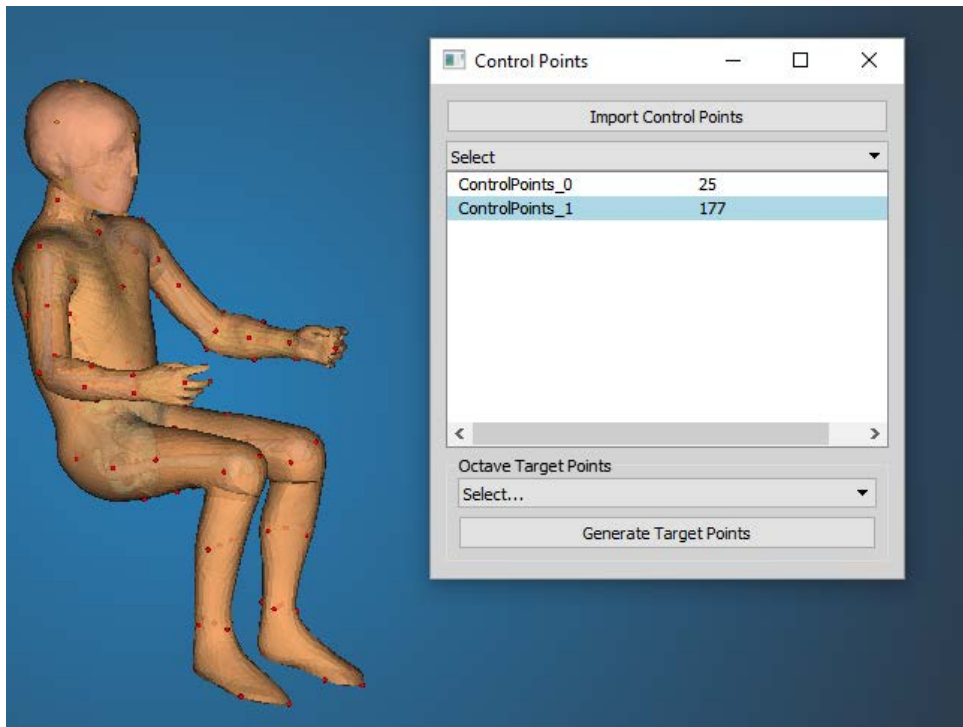 Control Points
Import Control Points
Select
ControlPoints_0 25
ControlPoints_1 177
Octave Target Points
Select...
Generate Target Points